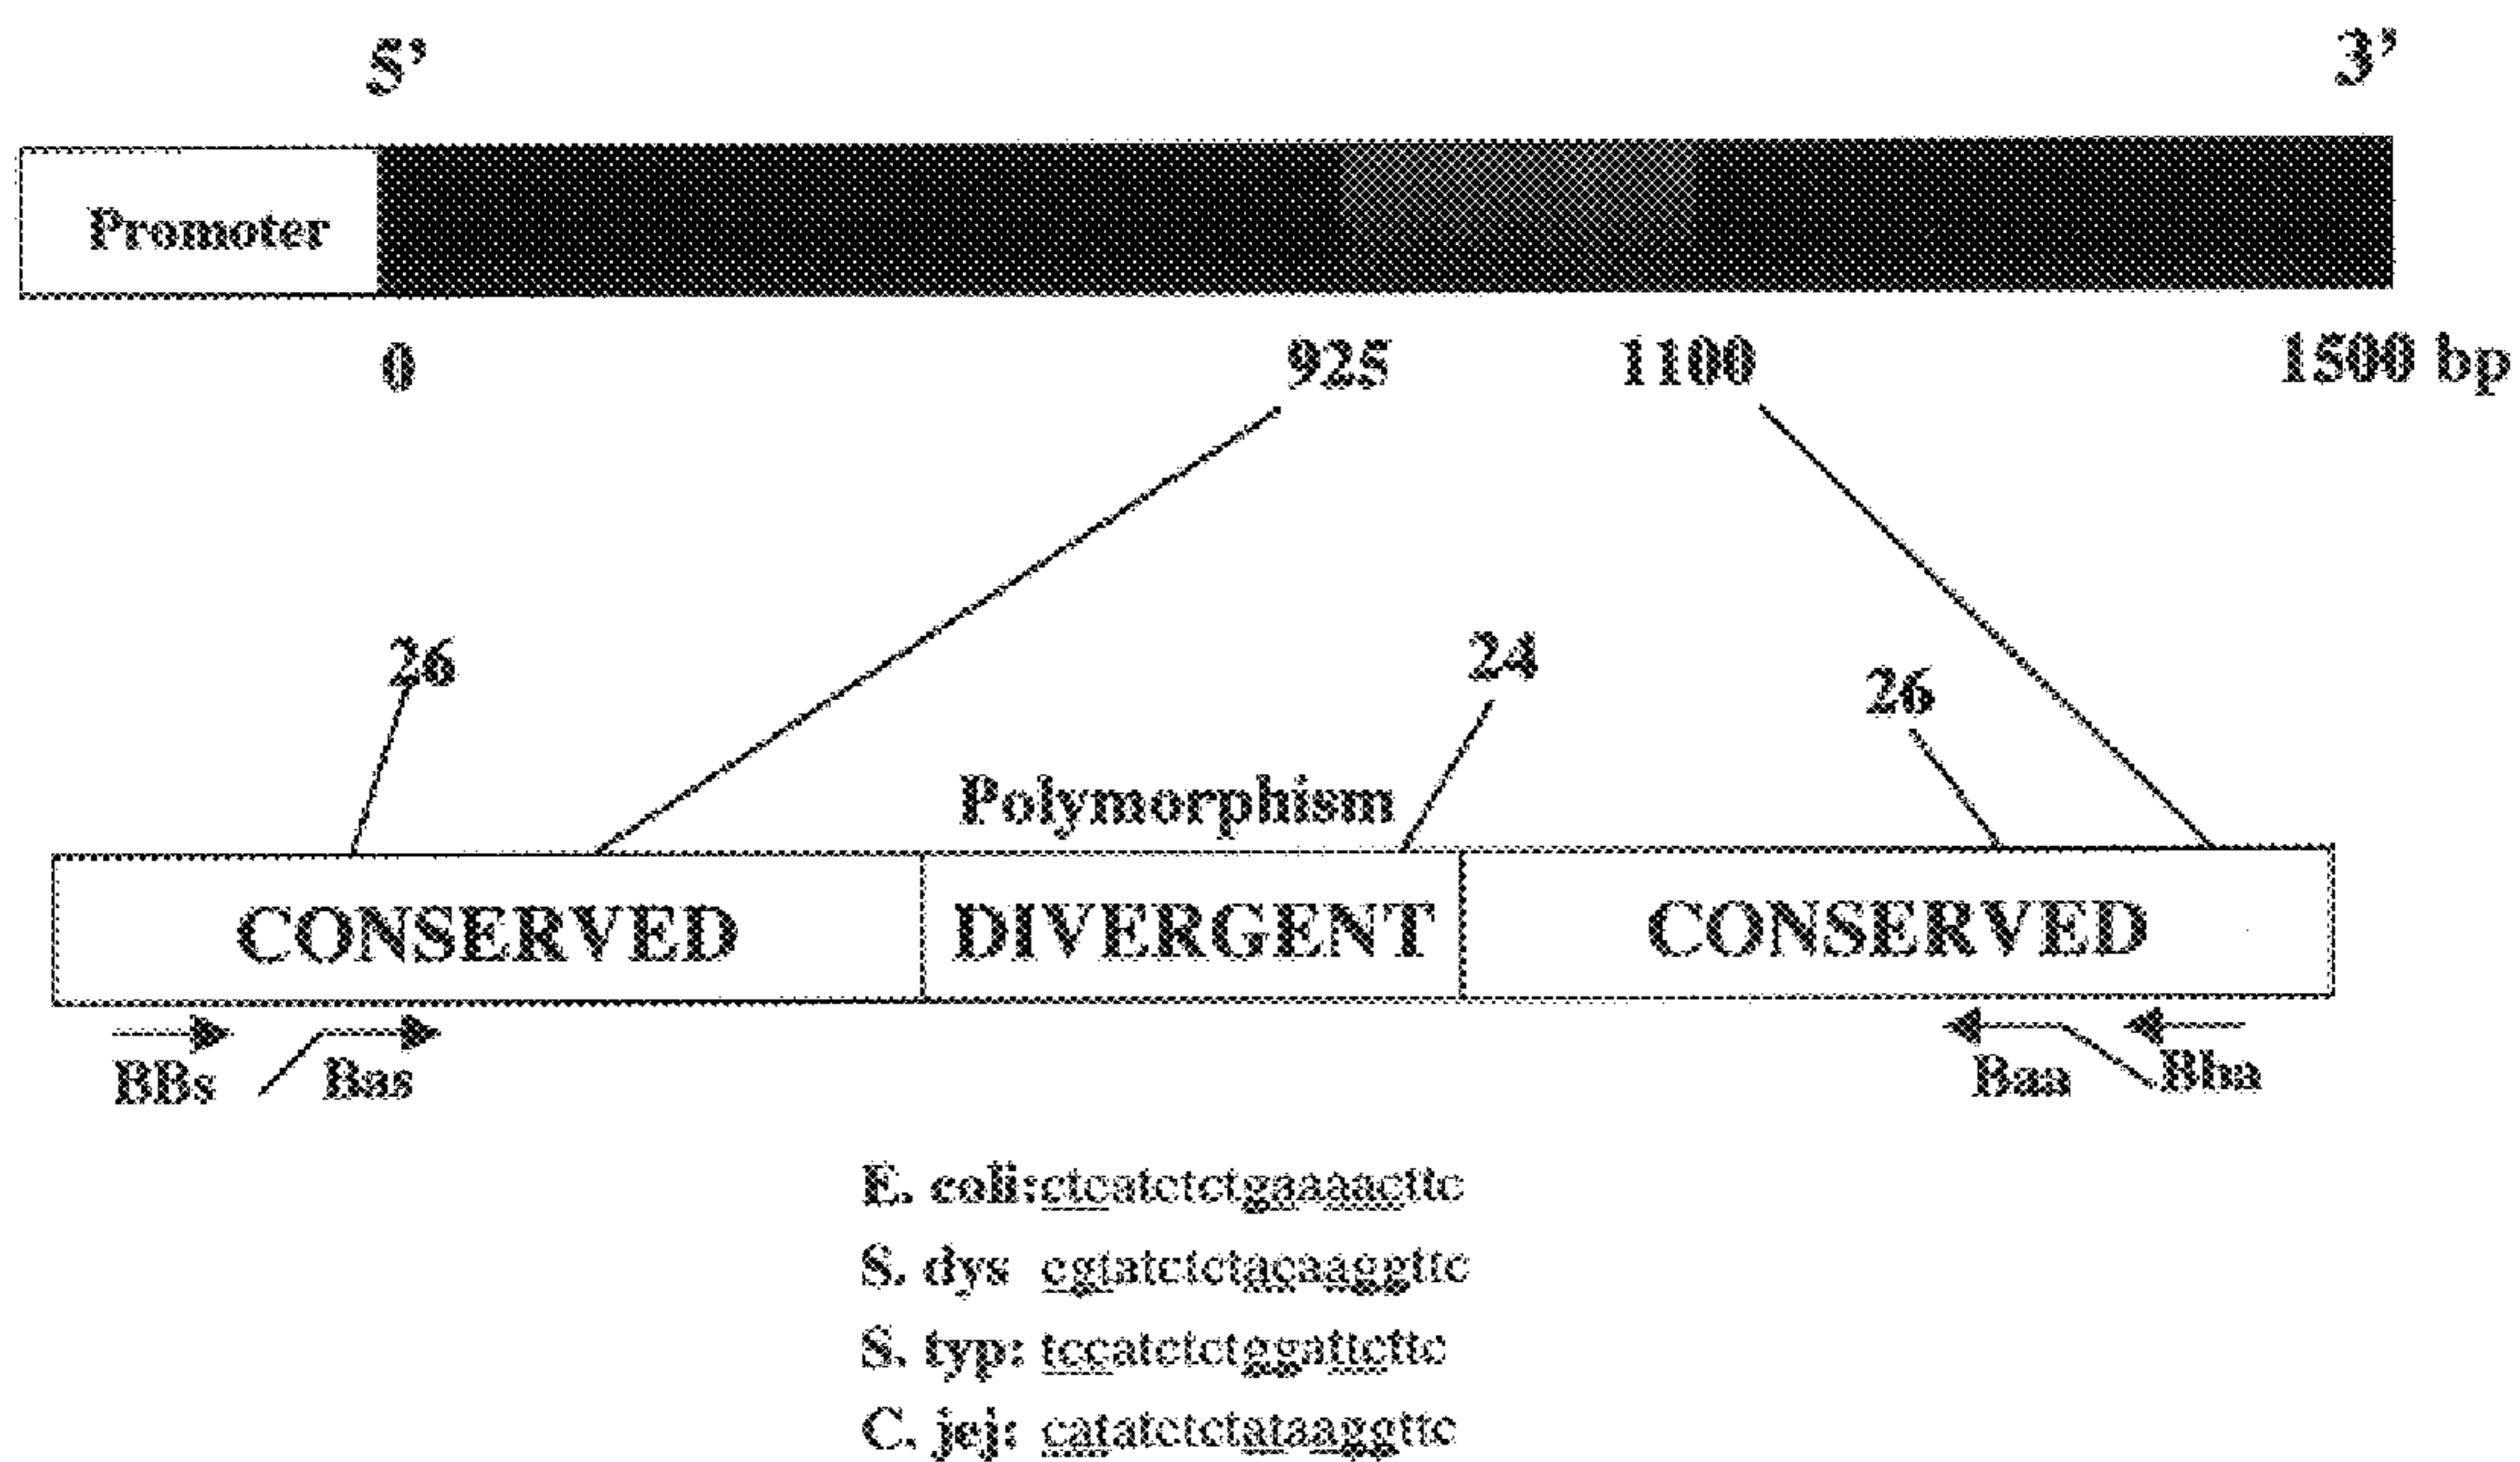 5’ 3’
Promoter
0 925 1100 1500 bp
26 24 26
Polymorphism
CONSERVED DIVERGENT CONSERVED
BBs Bas Baa Bba
E. coli:ctcatctctgaaaacttc
S. dys cgtatctctacaaggttc
S. typ: tccatctctggattcttc
C. jej: catatctctataaggttc